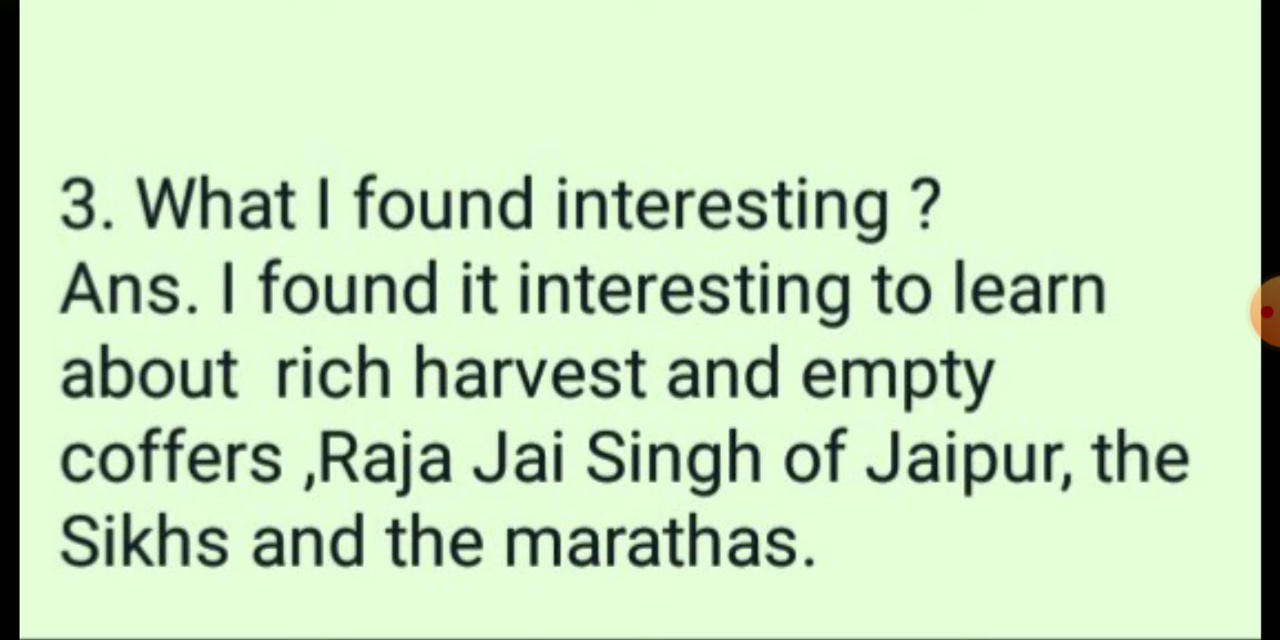 3. What I found interesting ?
Ans. I found it interesting to learn
about  rich harvest and empty
coffers ,Raja Jai Singh of Jaipur, the
Sikhs and the marathas.